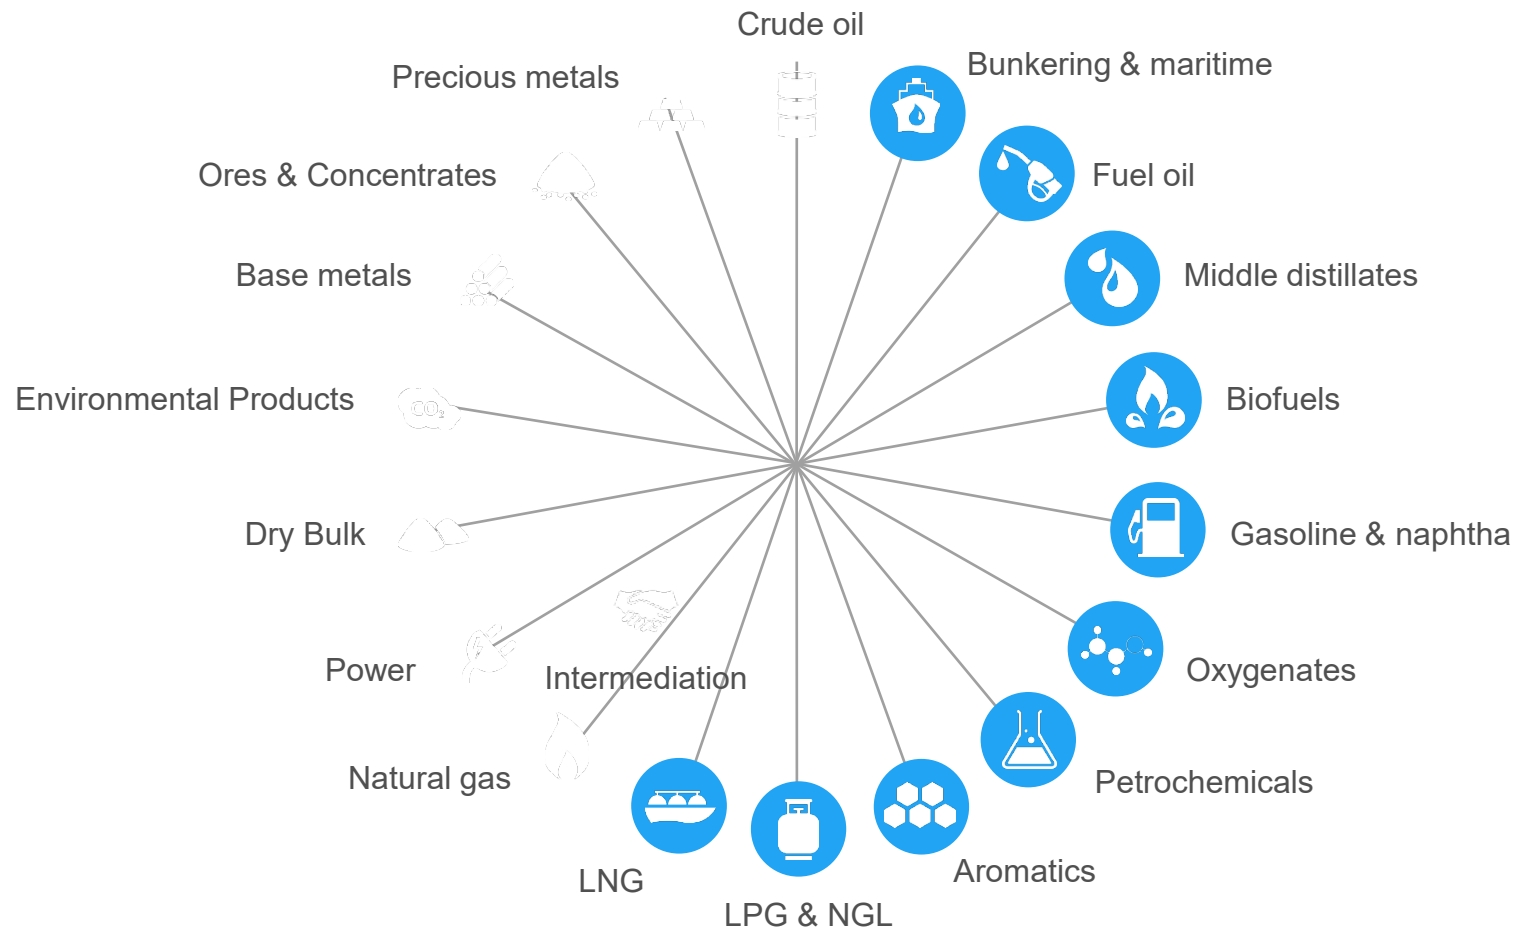 Crude oil
Bunkering & maritime
Fuel oil
Middle distillates
Biofuels
Gasoline & naphtha
Oxygenates
Petrochemicals
Aromatics
LPG & NGL
LNG
Natural gas
Intermediation
Power
Dry Bulk
Environmental Products
CO2
Base metals
Ores & Concentrates
Precious metals